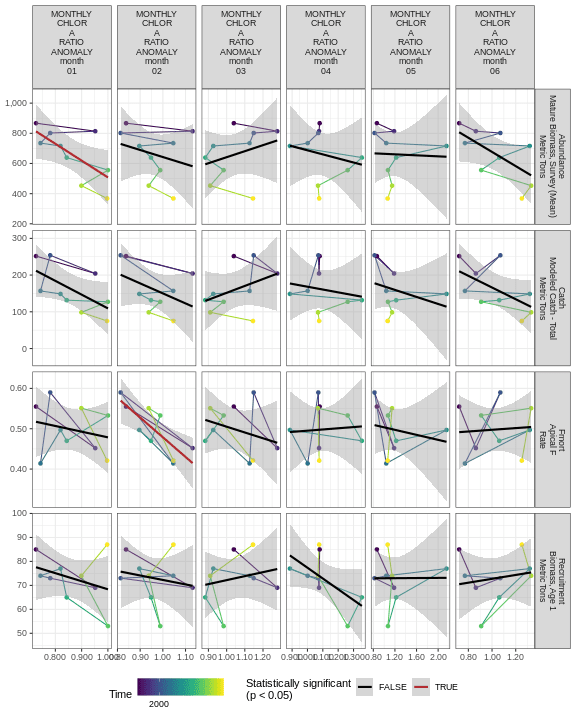 MONTHLY CHLOR A RATIO ANOMALY month 01
MONTHLY CHLOR A RATIO ANOMALY month 02
MONTHLY CHLOR A RATIO ANOMALY month 03
MONTHLY CHLOR A RATIO ANOMALY month 04
MONTHLY CHLOR A RATIO ANOMALY month 05
MONTHLY CHLOR A RATIO ANOMALY month 06
1,000
800
600
400
200
Abundance
Mature Biomass, Survey (Mean)
Metric Tons
300
200
100
0
Catch
Modeled Catch - Total
Metric Tons
0.60
0.50
0.40
Fmort
Apical F
Rate
100
90
80
70
60
50
Recruitment
Biomass, Age 1
Metric Tons
0.800 0.900
0.90 1.00 1.10
0.90 1.00 1.10 1.20
0.80 1.20 1.60 2.00
0.80 1.00 1.20
Time
2000
Statistically significant
(p < 0.05)
FALSE
TRUE